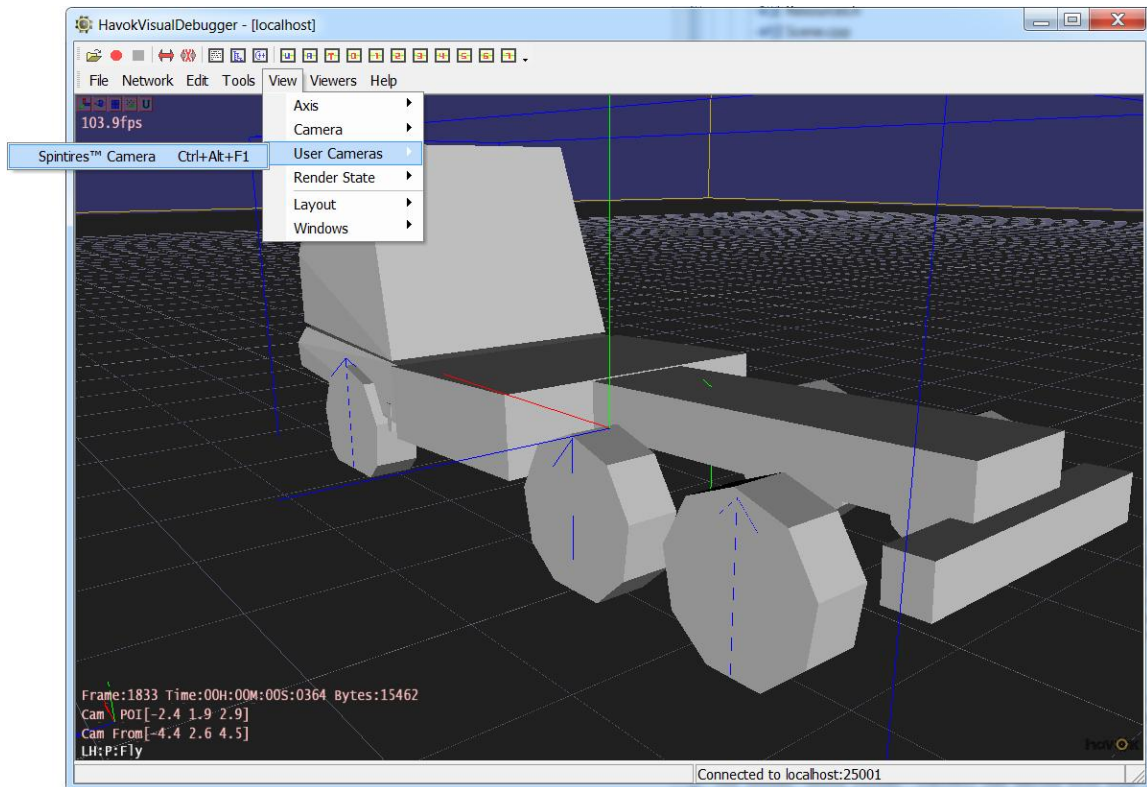 HavokVisualDebugger - [localhost]
File Network Edit Tools View Viewers Help
103.9fps
Axis
Camera
Spintires™ Camera Ctrl+Alt+F1
User Cameras
Render State
Layout
Windows
Frame:1833 Time:00H:00M:00S:0364 Bytes:15462
Cam POI[-2.4 1.9 2.9]
Cam From[-4.4 2.6 4.5]
LH:P:Fly
havok
Connected to localhost:25001